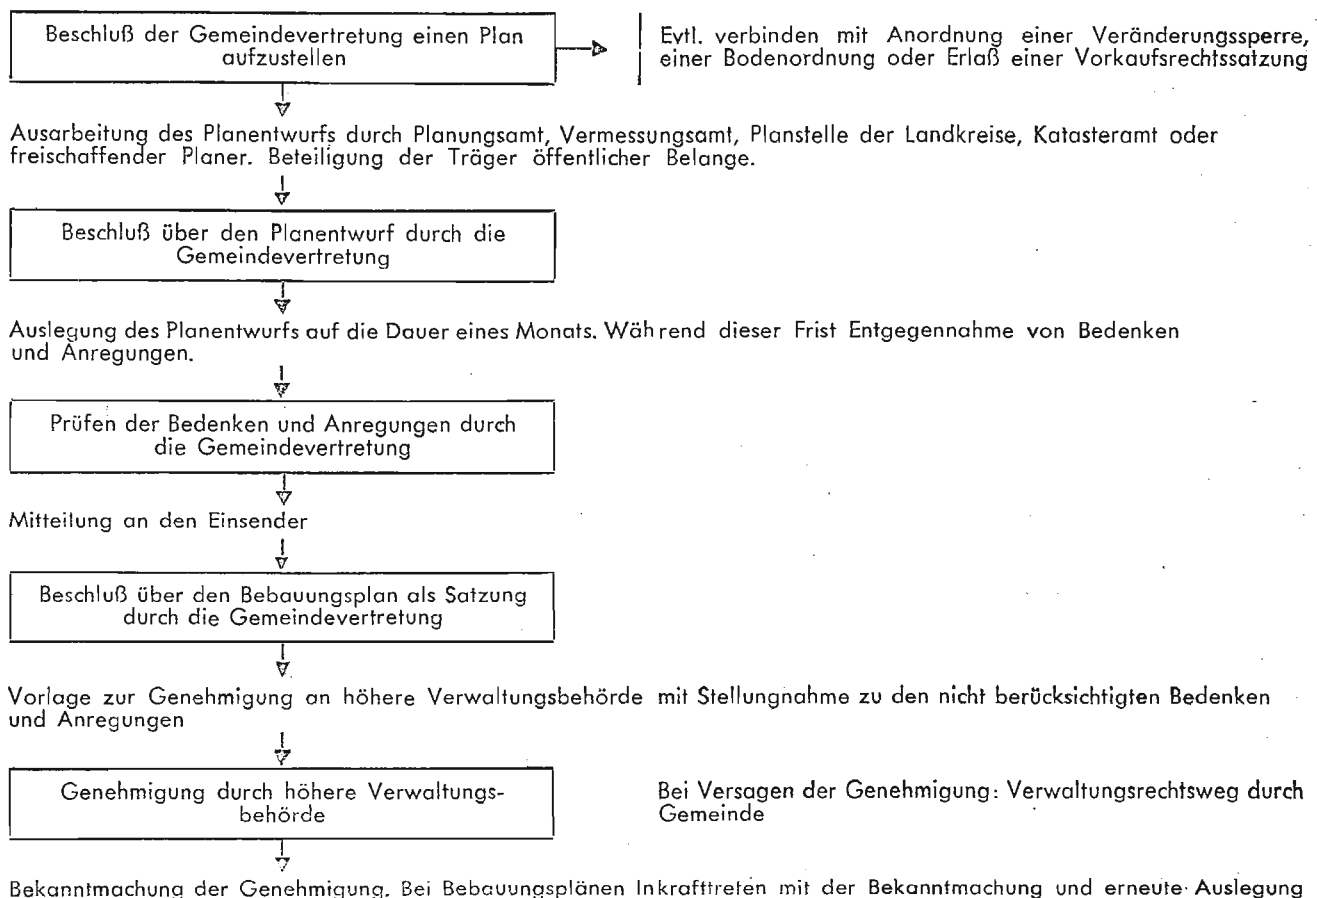 Beschluß der Gemeindevertretung einen Plan
aufzustellen
Evtl. verbinden mit Anordnung einer Veränderungssperre,
einer Bodenordnung oder Erlaß einer Vorkaufsrechtssatzung
Ausarbeitung des Planentwurfs durch Planungsamt, Vermessungsamt, Planstelle der Landkreise, Katasteramt oder
freischaffender Planer. Beteiligung der Träger öffentlicher Belange.
Beschluß über den Planentwurf durch die
Gemeindevertretung
Auslegung des Planentwurfs auf die Dauer eines Monats. Während dieser Frist Entgegennahme von Bedenken
und Anregungen.
Prüfen der Bedenken und Anregungen durch
die Gemeindevertretung
Mitteilung an den Einsender
Beschluß über den Bebauungsplan als Satzung
durch die Gemeindevertretung
Vorlage zur Genehmigung an höhere Verwaltungsbehörde mit Stellungnahme zu den nicht berücksichtigten Bedenken
und Anregungen
Genehmigung durch höhere Verwaltungs-
behörde
Bei Versagen der Genehmigung: Verwaltungsrechtsweg durch
Gemeinde
Bekanntmachung der Genehmigung. Bei Bebauungsplänen Inkrafttreten mit der Bekanntmachung und erneute Auslegung